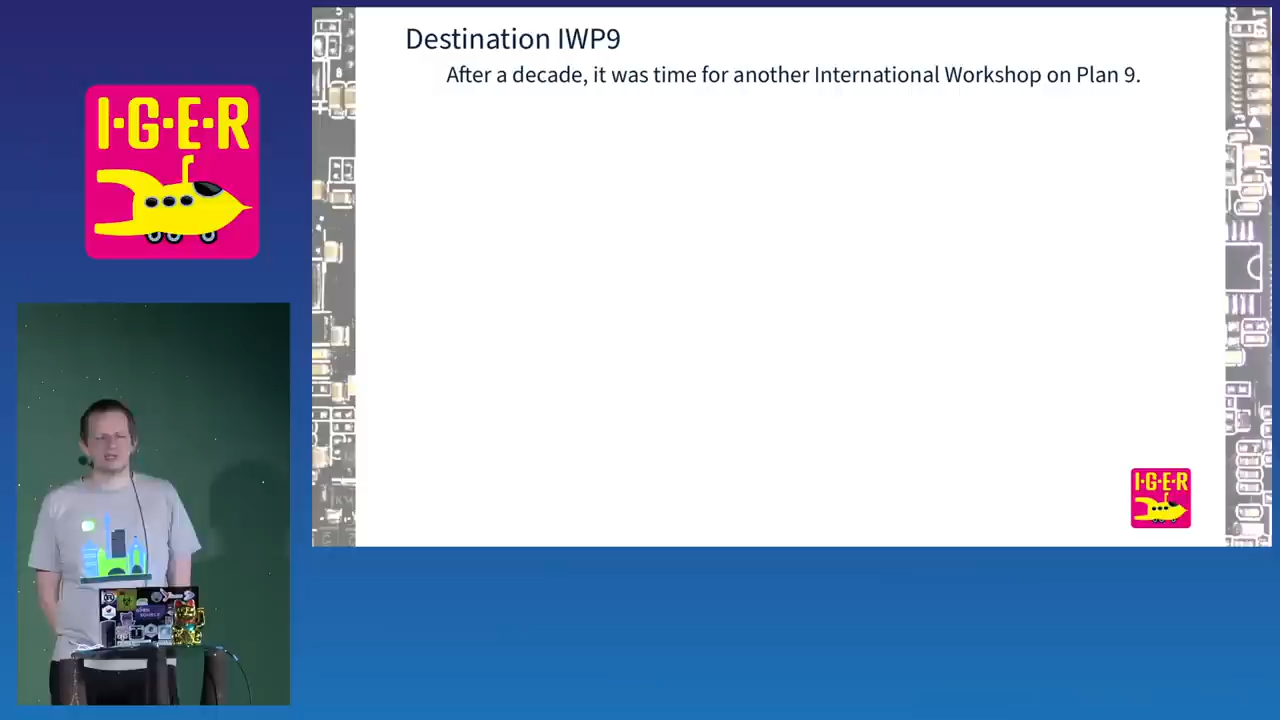 I·G·E·R
Destination IWP9
After a decade, it was time for another International Workshop on Plan 9.
I·G·E·R